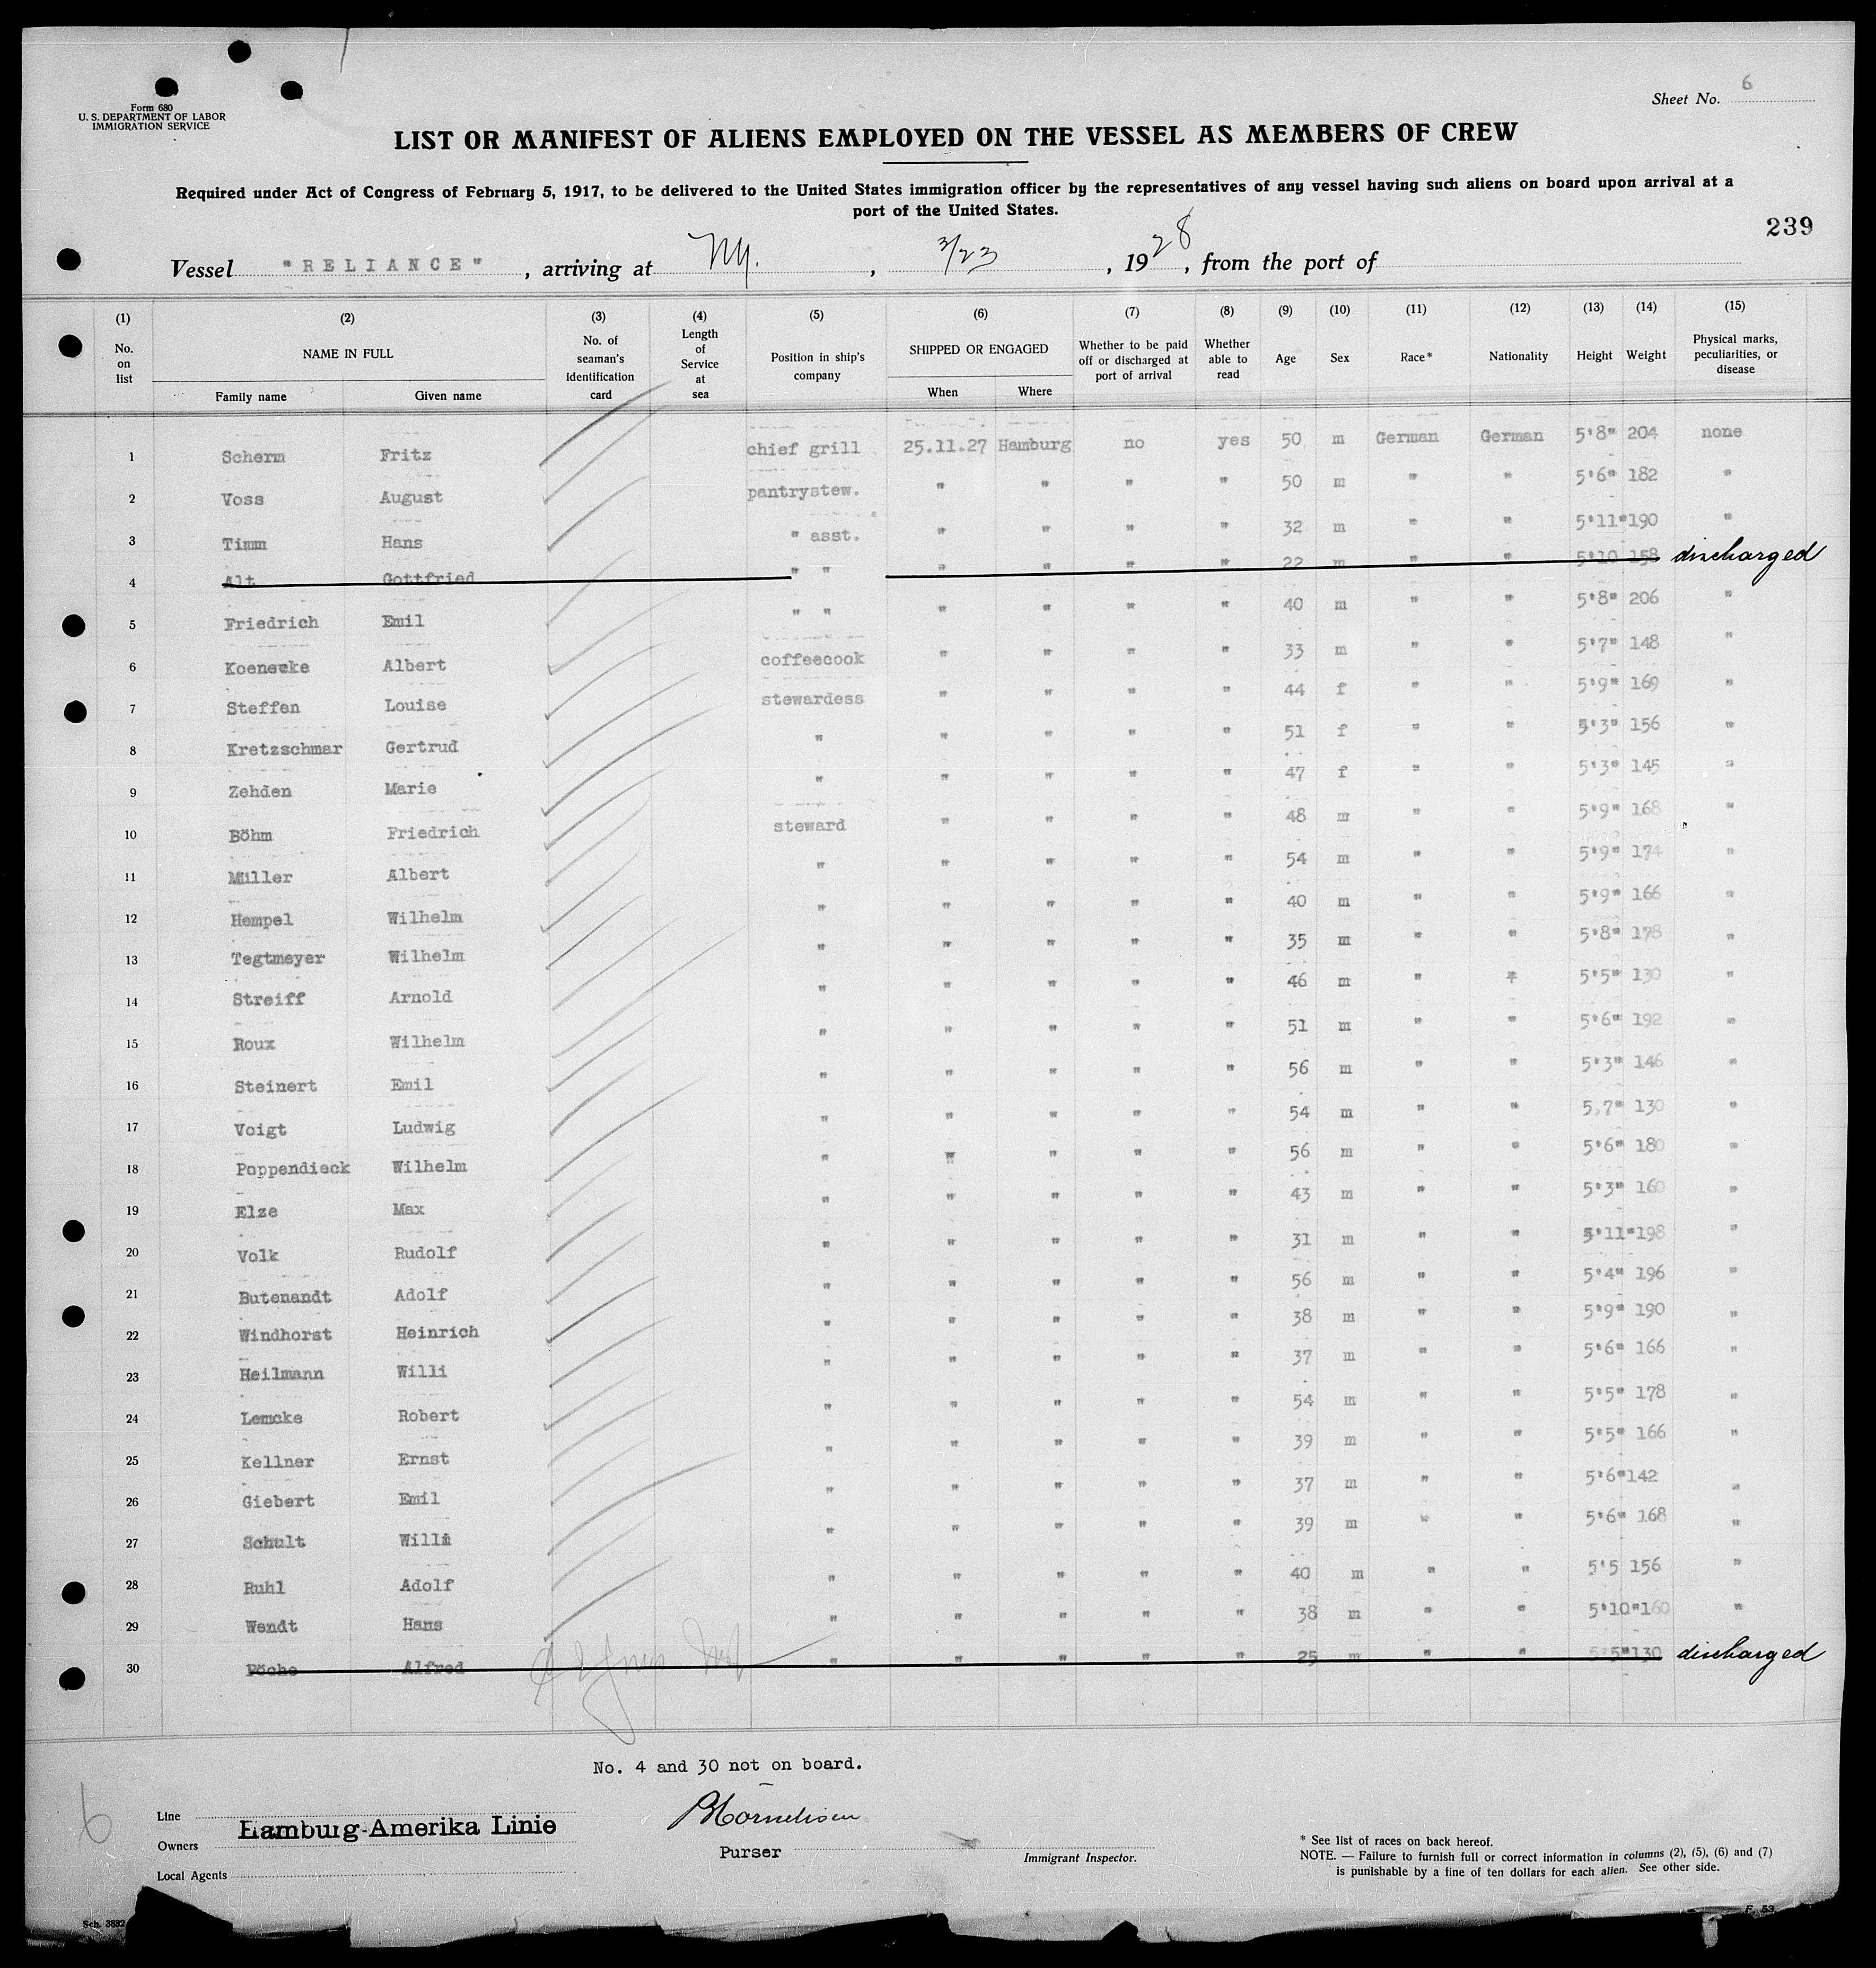 Form 680
U. S. DEPARTMENT OF LABOR
IMMIGRATION SERVICE
Sheet No. 6
LIST OR MANIFEST OF ALIENS EMPLOYED ON THE VESSEL AS MEMBERS OF CREW
Required under Act of Congress of February 5, 1917, to be delivered to the United States immigration officer by the representatives of any vessel having such aliens on board upon arrival at a
port of the United States.
239
Vessel "RELIANCE", arriving at NY., 3/23, 1928, from the port of
(1) (2) (3) (4) (5) (6) (7) (8) (9) (10) (11) (12) (13) (14) (15)
No. on list NAME IN FULL Family name Given name No. of seaman's identification card Length of Service at sea Position in ship's company SHIPPED OR ENGAGED When Where Whether to be paid off or discharged at port of arrival Whether able to read Age Sex Race* Nationality Height Weight Physical marks, peculiarities, or disease
1 Scherm Fritz chief grill 25.11.27 Hamburg no yes 50 m German German 5'8" 204 none
2 Voss August pantrystew. " " " " 50 m " " 5'6" 182 "
3 Timm Hans " asst. " " " " 32 m " " 5'11" 190 "
4 Alt Gottfried " " " " " " 22 m " " 5'10 158 discharged
5 Friedrich Emil " " " " " " 40 m " " 5'8" 206 "
6 Koenecke Albert coffeecook " " " " 33 m " " 5'7" 148 "
7 Steffen Louise stewardess " " " " 44 f " " 5'9" 169 "
8 Kretzschmar Gertrud " " " " " 51 f " " 5'3" 156 "
9 Zehden Marie " " " " " 47 f " " 5'3" 145 "
10 Böhm Friedrich steward " " " " 48 m " " 5'9" 168 "
11 Müller Albert " " " " " 54 m " " 5'9" 174 "
12 Hempel Wilhelm " " " " " 40 m " " 5'9" 166 "
13 Tegtmeyer Wilhelm " " " " " 35 m " " 5'8" 178 "
14 Streiff Arnold " " " " " 46 m " " 5'5" 130 "
15 Roux Wilhelm " " " " " 51 m " " 5'6" 192 "
16 Steinert Emil " " " " " 56 m " " 5'3" 146 "
17 Voigt Ludwig " " " " " 54 m " " 5,7" 130 "
18 Poppendieck Wilhelm " " " " " 56 m " " 5'6" 180 "
19 Elze Max " " " " " 43 m " " 5'3" 160 "
20 Volk Rudolf " " " " " 31 m " " 5'11" 198 "
21 Butenandt Adolf " " " " " 56 m " " 5'4" 196 "
22 Windhorst Heinrich " " " " " 38 m " " 5'9" 190 "
23 Heilmann Willi " " " " " 37 m " " 5'6" 166 "
24 Lemcke Robert " " " " " 54 m " " 5'5" 178 "
25 Kellner Ernst " " " " " 39 m " " 5'5" 166 "
26 Giebert Emil " " " " " 37 m " " 5'6" 142 "
27 Schult Willi " " " " " 39 m " " 5'6" 168 "
28 Ruhl Adolf " " " " " 40 m " " 5'5 156 "
29 Wendt Hans " " " " " 38 m " " 5'10" 160 "
30 Pöche Alfred " " " " " 25 m " " 5'5" 130 discharged
No. 4 and 30 not on board.
6
Line
Owners Hamburg-Amerika Linie
Local Agents
Purser
Immigrant Inspector.
* See list of races on back hereof.
NOTE. — Failure to furnish full or correct information in columns (2), (5), (6) and (7)
is punishable by a fine of ten dollars for each alien. See other side.
Sch. 3882
F. 53